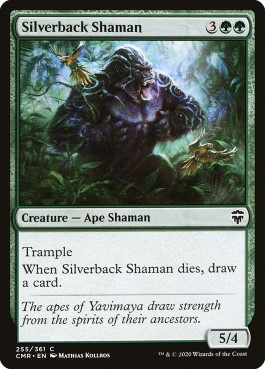 Silverback Shaman 3
Creature — Ape Shaman
Trample
When Silverback Shaman dies, draw
a card.
The apes of Yavimaya draw strength
from the spirits of their ancestors.
5/4
255/361 C
CMR • EN Mathias Kollros
™ & © 2020 Wizards of the Coast